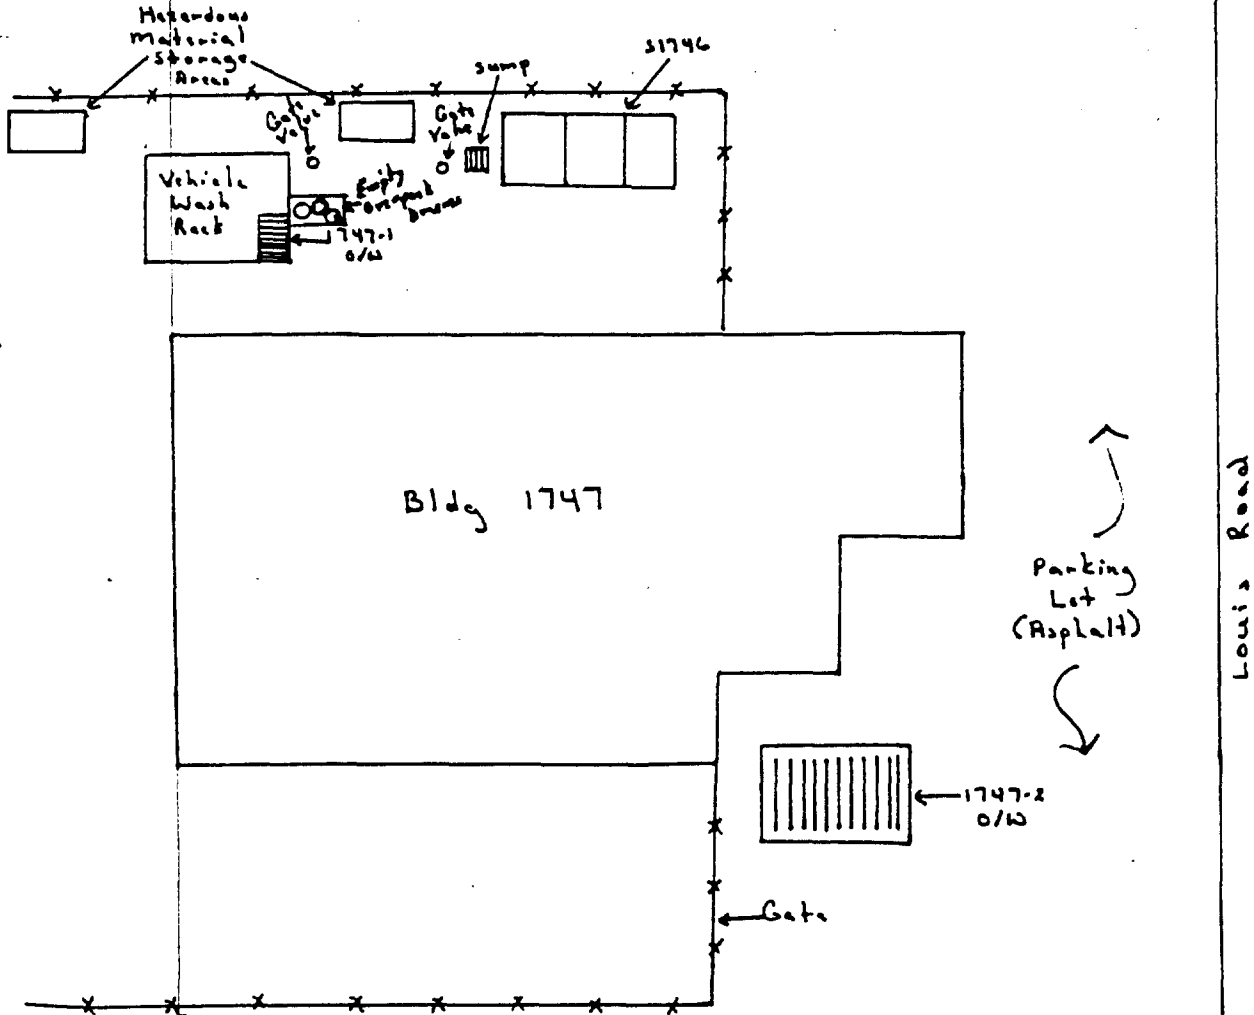 Hazardous
Material
Storage
Areas
Gate
Valve
Gate
Valve
Sump
S1746
Vehicle
Wash
Rack
Empty
Overpack
Drums
1747-1
O/W
Bldg 1747
Parking
Lot
(Asphalt)
Louis Road
1747-2
O/W
Gate